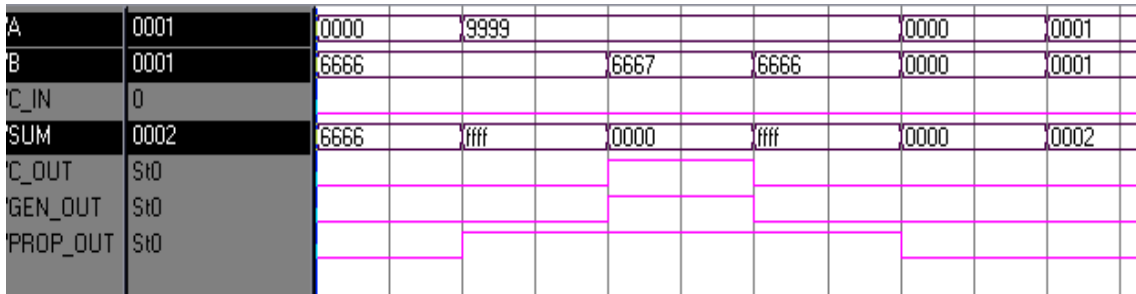 'A 0001 0000 9999 0000 0001
'B 0001 6666 6667 6666 0000 0001
'C_IN 0
'SUM 0002 6666 ffff 0000 ffff 0000 0002
'C_OUT St0
'GEN_OUT St0
'PROP_OUT St0